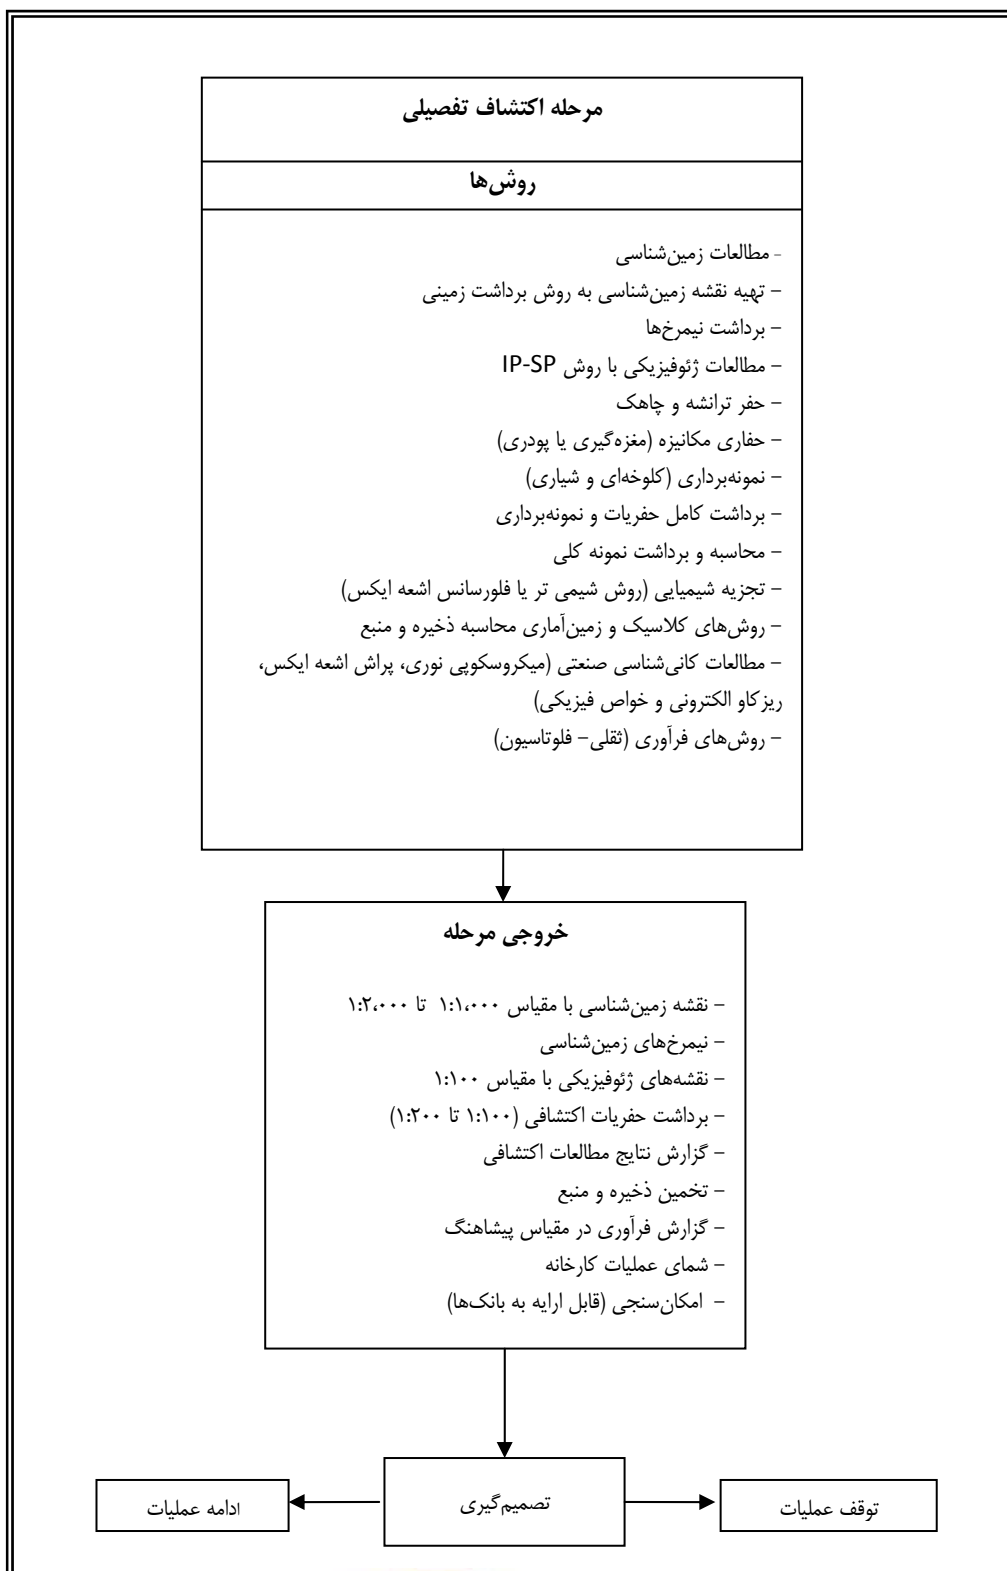 مرحله اکتشاف تفصیلی
روش‌ها
- مطالعات زمین‌شناسی
- تهیه نقشه زمین‌شناسی به روش برداشت زمینی
- برداشت نیمرخ‌ها
- مطالعات ژئوفیزیکی با روش IP-SP
- حفر ترانشه و چاهک
- حفاری مکانیزه (مغزه‌گیری یا پودری)
- نمونه‌برداری (کلوخه‌ای و شیاری)
- برداشت کامل حفریات و نمونه‌برداری
- محاسبه و برداشت نمونه کلی
- تجزیه شیمیایی (روش شیمی تر یا فلورسانس اشعه ایکس)
- روش‌های کلاسیک و زمین‌آماری محاسبه ذخیره و منبع
- مطالعات کانی‌شناسی صنعتی (میکروسکوپی نوری، پراش اشعه ایکس،
ریزکاو الکترونی و خواص فیزیکی)
- روش‌های فرآوری (ثقلی- فلوتاسیون)
خروجی مرحله
- نقشه زمین‌شناسی با مقیاس ۱:۱،۰۰۰ تا ۱:۲،۰۰۰
- نیمرخ‌های زمین‌شناسی
- نقشه‌های ژئوفیزیکی با مقیاس ۱:۱۰۰
- برداشت حفریات اکتشافی (۱:۱۰۰ تا ۱:۲۰۰)
- گزارش نتایج مطالعات اکتشافی
- تخمین ذخیره و منبع
- گزارش فرآوری در مقیاس پیشاهنگ
- شمای عملیات کارخانه
- امکان‌سنجی (قابل ارایه به بانک‌ها)
تصمیم‌گیری
توقف عملیات
ادامه عملیات